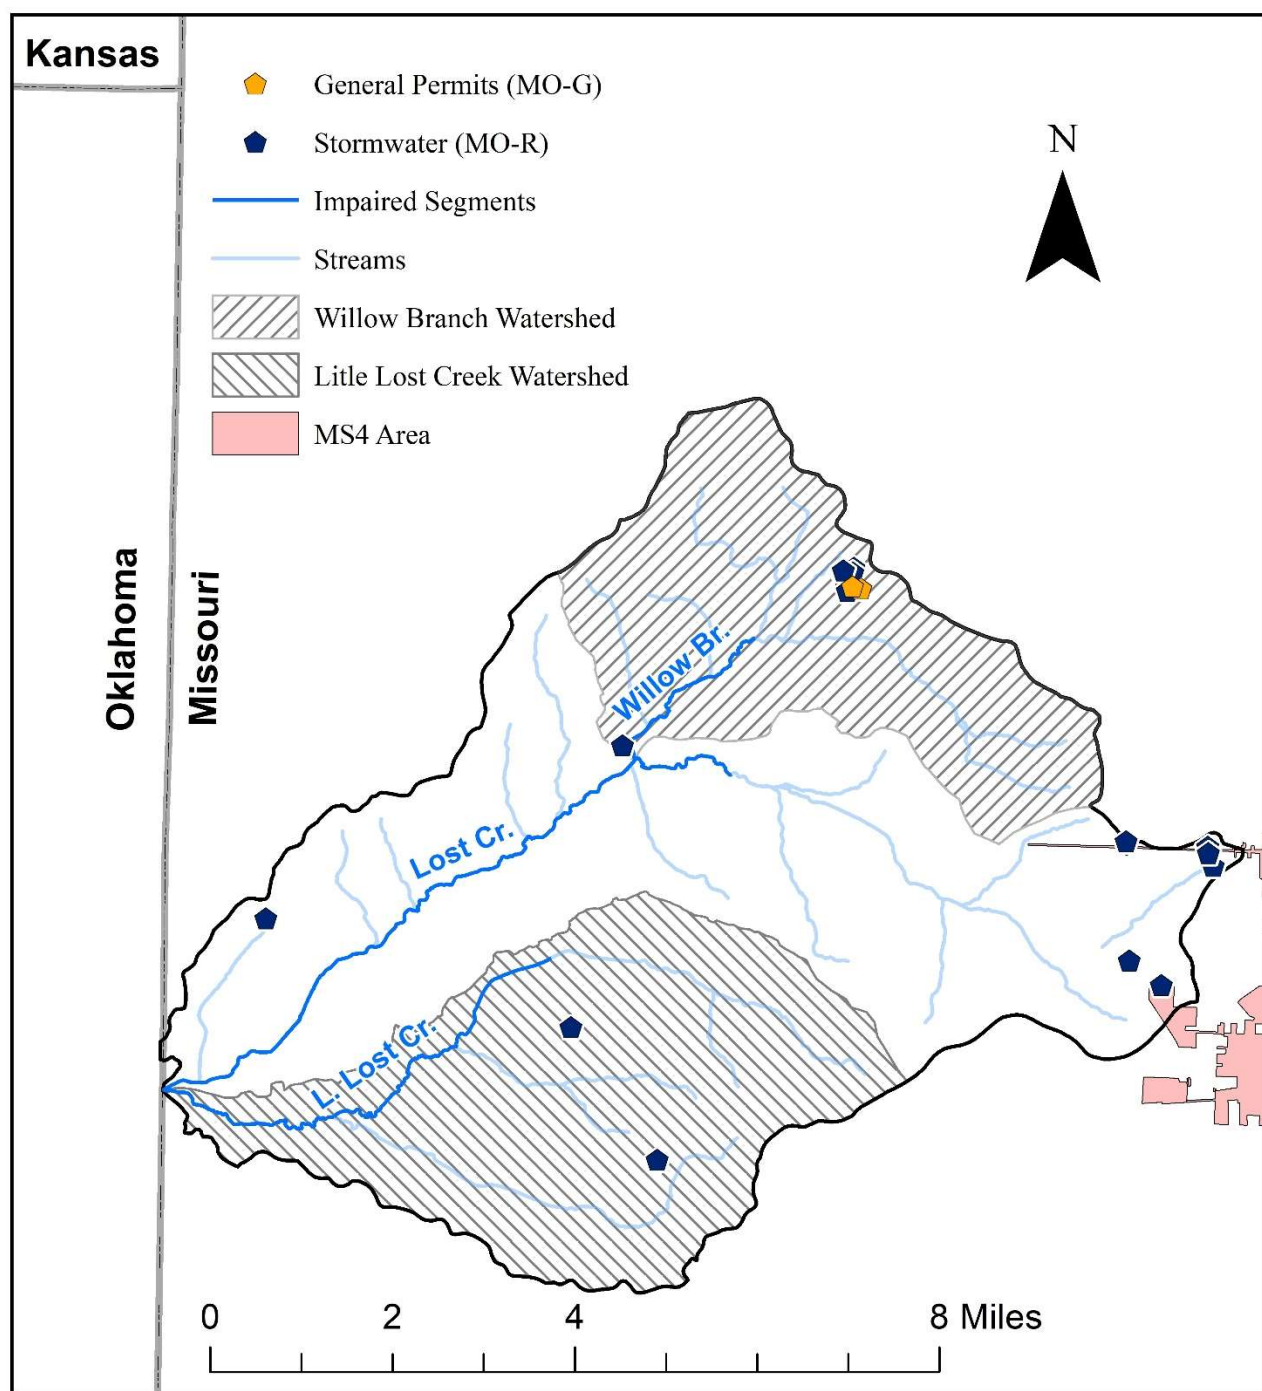 Kansas
General Permits (MO-G)
Stormwater (MO-R)
N
Impaired Segments
Streams
Willow Branch Watershed
Litle Lost Creek Watershed
MS4 Area
Oklahoma
Missouri
Willow Br.
Lost Cr.
L. Lost Cr.
0 2 4 8 Miles